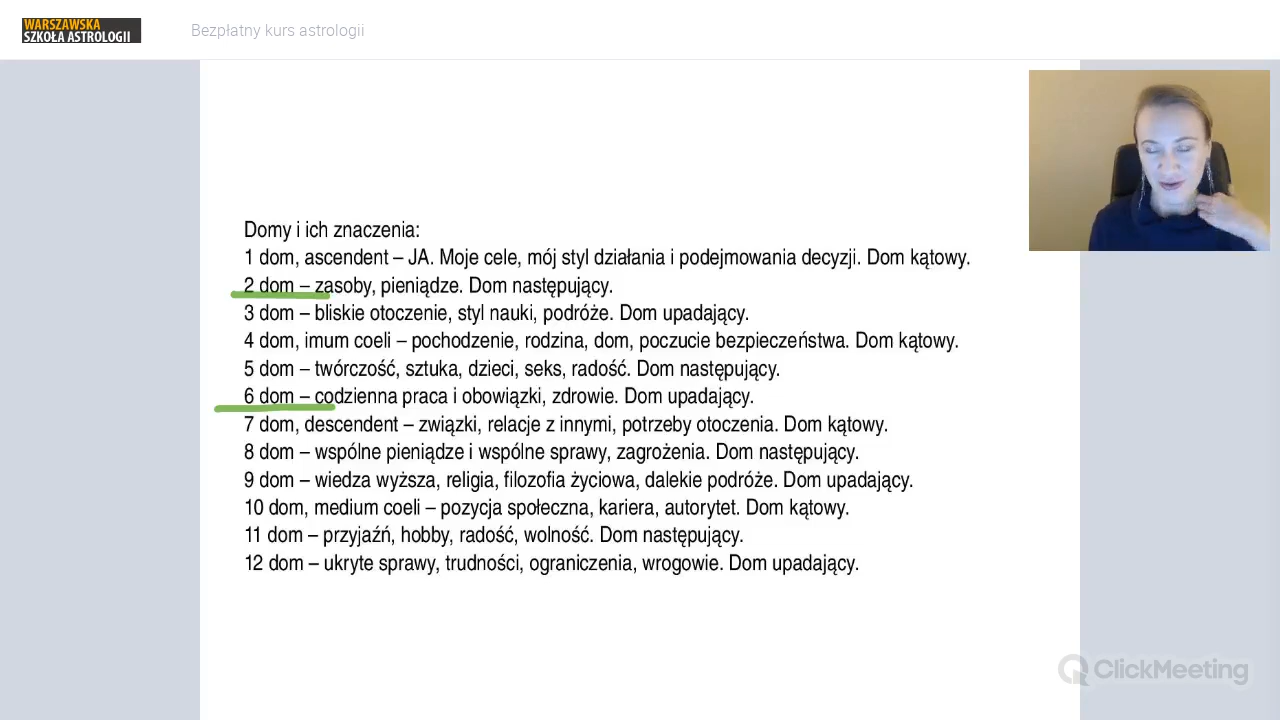 WARSZAWSKA
SZKOŁA ASTROLOGII
Bezpłatny kurs astrologii
Domy i ich znaczenia:
1 dom, ascendent – JA. Moje cele, mój styl działania i podejmowania decyzji. Dom kątowy.
2 dom – zasoby, pieniądze. Dom następujący.
3 dom – bliskie otoczenie, styl nauki, podróże. Dom upadający.
4 dom, imum coeli – pochodzenie, rodzina, dom, poczucie bezpieczeństwa. Dom kątowy.
5 dom – twórczość, sztuka, dzieci, seks, radość. Dom następujący.
6 dom – codzienna praca i obowiązki, zdrowie. Dom upadający.
7 dom, descendent – związki, relacje z innymi, potrzeby otoczenia. Dom kątowy.
8 dom – wspólne pieniądze i wspólne sprawy, zagrożenia. Dom następujący.
9 dom – wiedza wyższa, religia, filozofia życiowa, dalekie podróże. Dom upadający.
10 dom, medium coeli – pozycja społeczna, kariera, autorytet. Dom kątowy.
11 dom – przyjaźń, hobby, radość, wolność. Dom następujący.
12 dom – ukryte sprawy, trudności, ograniczenia, wrogowie. Dom upadający.
ClickMeeting